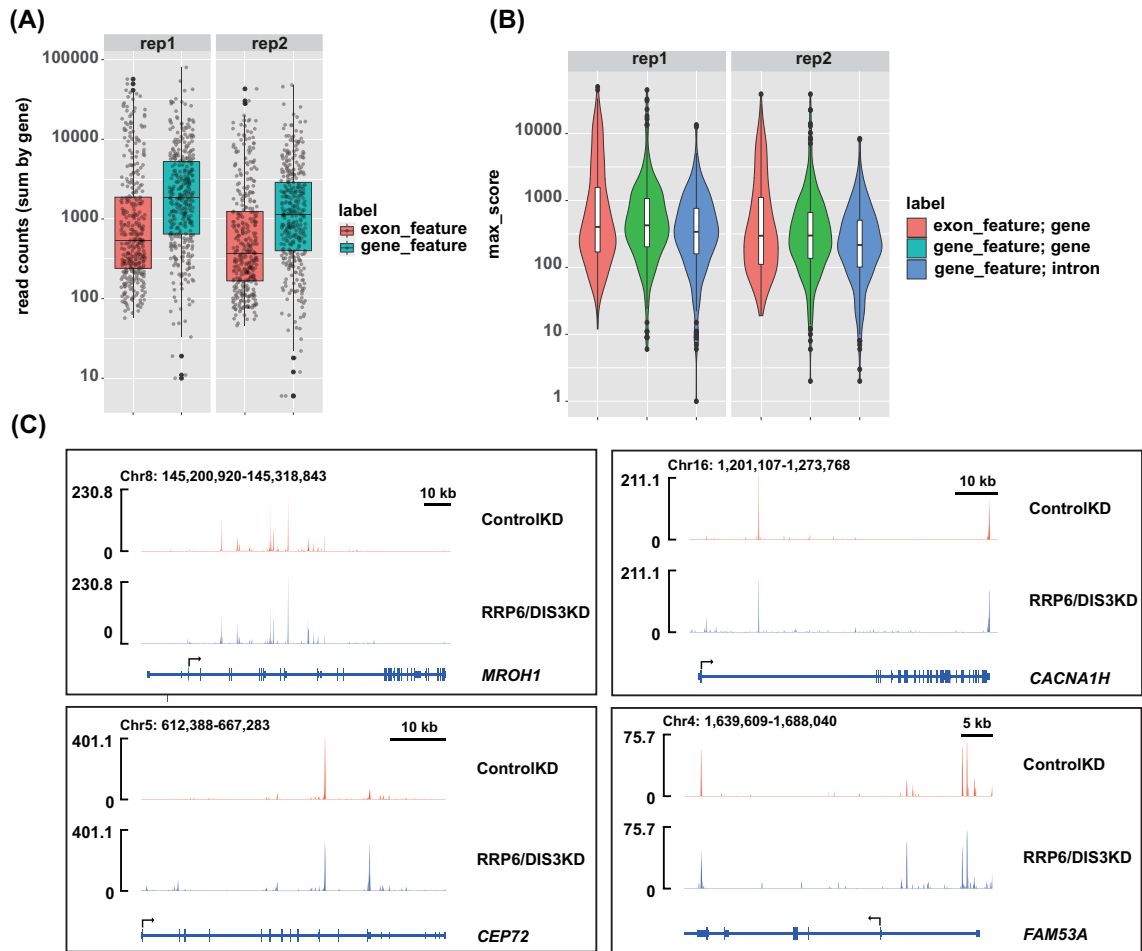 (A)
rep1 rep2
100000
10000
1000
100
10
read counts (sum by gene)
label
exon_feature
gene_feature
(B)
rep1 rep2
10000
1000
100
10
1
max_score
label
exon_feature; gene
gene_feature; gene
gene_feature; intron
(C)
Chr8: 145,200,920-145,318,843
10 kb
230.8
0
ControlKD
230.8
0
RRP6/DIS3KD
MROH1
Chr16: 1,201,107-1,273,768
10 kb
211.1
0
ControlKD
211.1
0
RRP6/DIS3KD
CACNA1H
Chr5: 612,388-667,283
10 kb
401.1
0
ControlKD
401.1
0
RRP6/DIS3KD
CEP72
Chr4: 1,639,609-1,688,040
5 kb
75.7
0
ControlKD
75.7
0
RRP6/DIS3KD
FAM53A